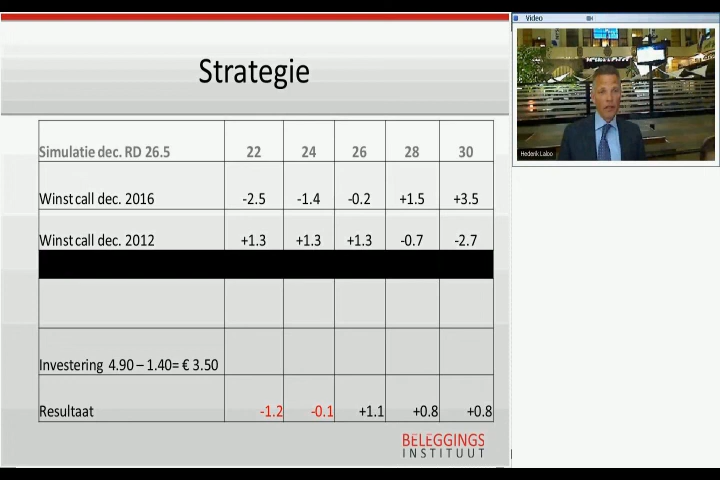 Video
Strategie
Hederik Laloo
Simulatie dec. RD 26.5 22 24 26 28 30
Winst call dec. 2016 -2.5 -1.4 -0.2 +1.5 +3.5
Winst call dec. 2012 +1.3 +1.3 +1.3 -0.7 -2.7
Investering 4.90 – 1.40= € 3.50
Resultaat -1.2 -0.1 +1.1 +0.8 +0.8
BELEGGINGS
INSTITUUT